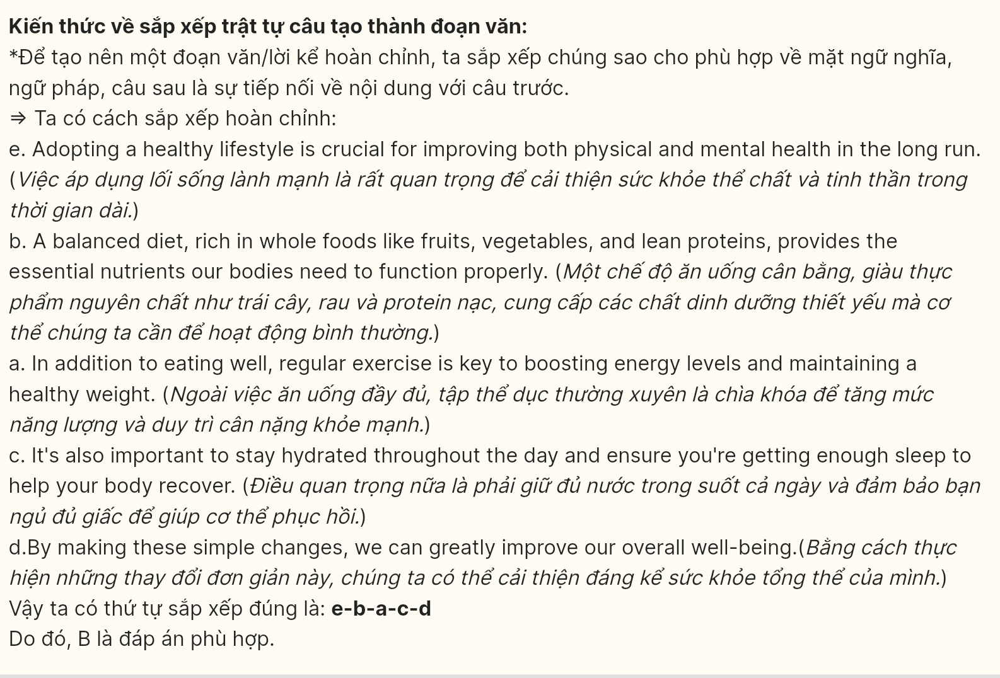 Kiến thức về sắp xếp trật tự câu tạo thành đoạn văn:
*Để tạo nên một đoạn văn/lời kể hoàn chỉnh, ta sắp xếp chúng sao cho phù hợp về mặt ngữ nghĩa,
ngữ pháp, câu sau là sự tiếp nối về nội dung với câu trước.
⇒ Ta có cách sắp xếp hoàn chỉnh:
e. Adopting a healthy lifestyle is crucial for improving both physical and mental health in the long run.
(Việc áp dụng lối sống lành mạnh là rất quan trọng để cải thiện sức khỏe thể chất và tinh thần trong
thời gian dài.)
b. A balanced diet, rich in whole foods like fruits, vegetables, and lean proteins, provides the
essential nutrients our bodies need to function properly. (Một chế độ ăn uống cân bằng, giàu thực
phẩm nguyên chất như trái cây, rau và protein nạc, cung cấp các chất dinh dưỡng thiết yếu mà cơ
thể chúng ta cần để hoạt động bình thường.)
a. In addition to eating well, regular exercise is key to boosting energy levels and maintaining a
healthy weight. (Ngoài việc ăn uống đầy đủ, tập thể dục thường xuyên là chìa khóa để tăng mức
năng lượng và duy trì cân nặng khỏe mạnh.)
c. It's also important to stay hydrated throughout the day and ensure you're getting enough sleep to
help your body recover. (Điều quan trọng nữa là phải giữ đủ nước trong suốt cả ngày và đảm bảo bạn
ngủ đủ giấc để giúp cơ thể phục hồi.)
d.By making these simple changes, we can greatly improve our overall well-being.(Bằng cách thực
hiện những thay đổi đơn giản này, chúng ta có thể cải thiện đáng kể sức khỏe tổng thể của mình.)
Vậy ta có thứ tự sắp xếp đúng là: e-b-a-c-d
Do đó, B là đáp án phù hợp.